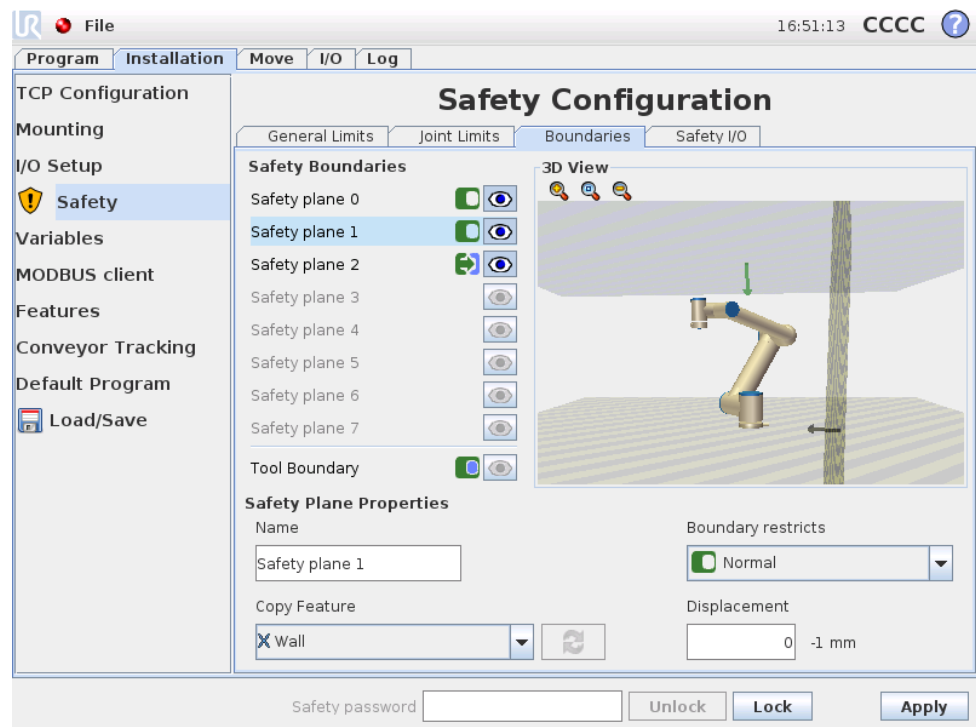 UR File 16:51:13 CCCC ?
Program Installation Move I/O Log
TCP Configuration
Mounting
I/O Setup
Safety
Variables
MODBUS client
Features
Conveyor Tracking
Default Program
Load/Save
Safety Configuration
General Limits Joint Limits Boundaries Safety I/O
Safety Boundaries
Safety plane 0
Safety plane 1
Safety plane 2
Safety plane 3
Safety plane 4
Safety plane 5
Safety plane 6
Safety plane 7
Tool Boundary
3D View
Safety Plane Properties
Name
Safety plane 1
Boundary restricts
Normal
Copy Feature
Wall
Displacement
0 -1 mm
Safety password Unlock Lock Apply